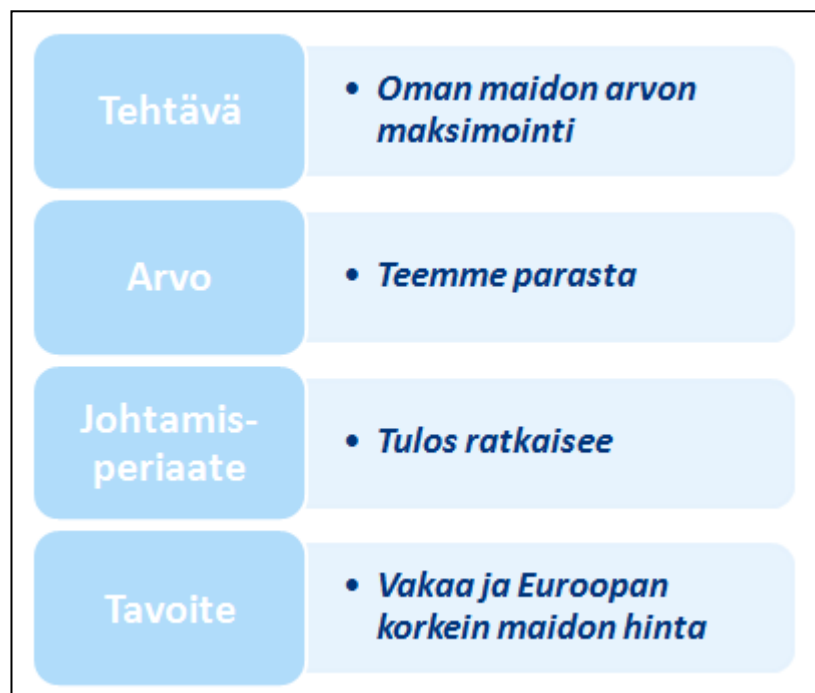 Tehtävä
• Oman maidon arvon
maksimointi
Arvo
• Teemme parasta
Johtamis-
periaate
• Tulos ratkaisee
Tavoite
• Vakaa ja Euroopan
korkein maidon hinta